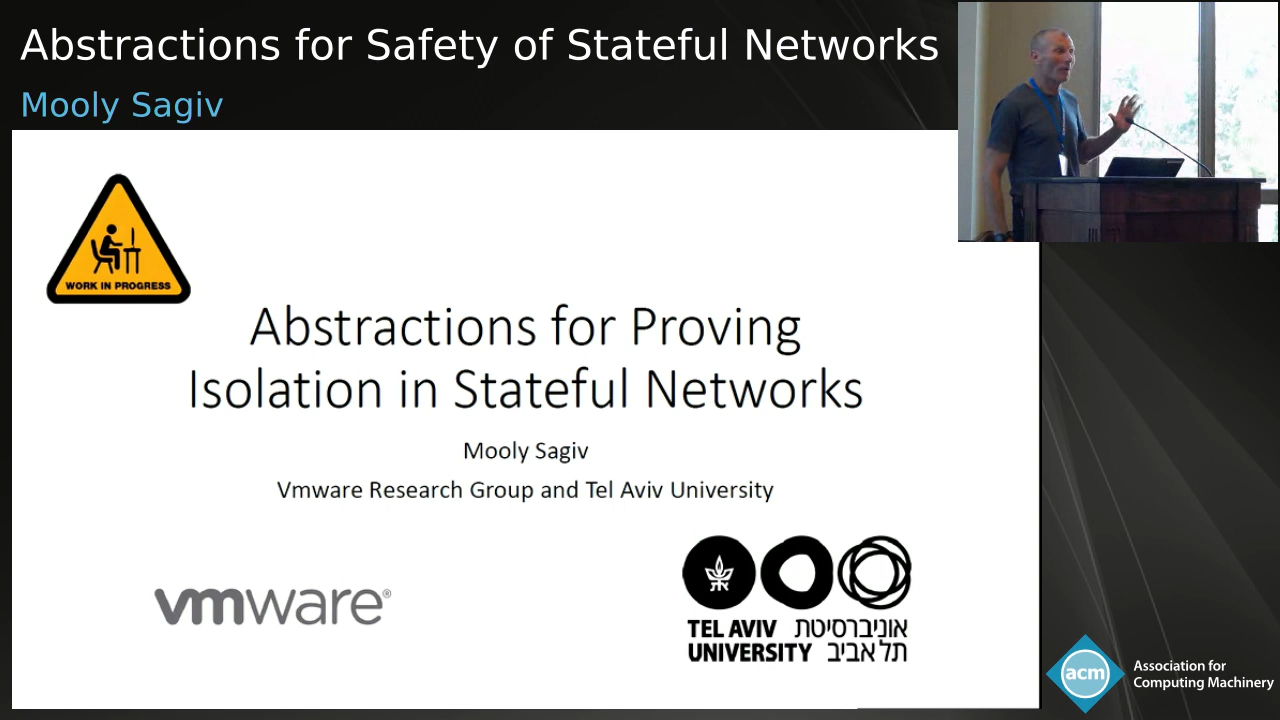 Abstractions for Safety of Stateful Networks
Mooly Sagiv
WORK IN PROGRESS
Abstractions for Proving
Isolation in Stateful Networks
Mooly Sagiv
Vmware Research Group and Tel Aviv University
vmware®
TEL AVIV אוניברסיטת
UNIVERSITY תל אביב
acm
Association for
Computing Machinery